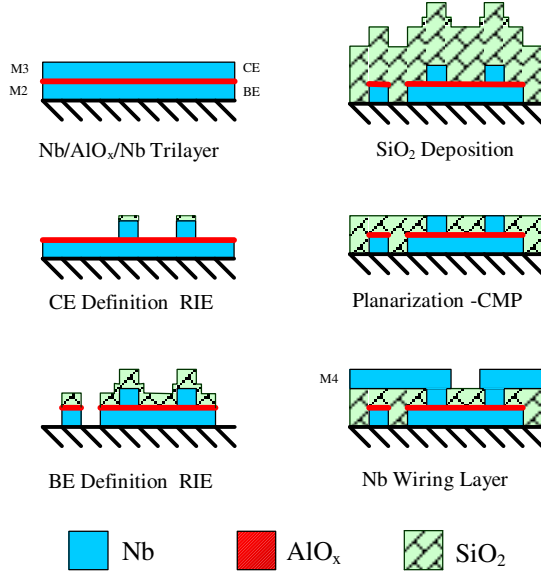 M3
CE
M2
BE
Nb/AlOₓ/Nb Trilayer
SiO₂ Deposition
CE Definition RIE
Planarization -CMP
M4
BE Definition RIE
Nb Wiring Layer
Nb
AlOₓ
SiO₂